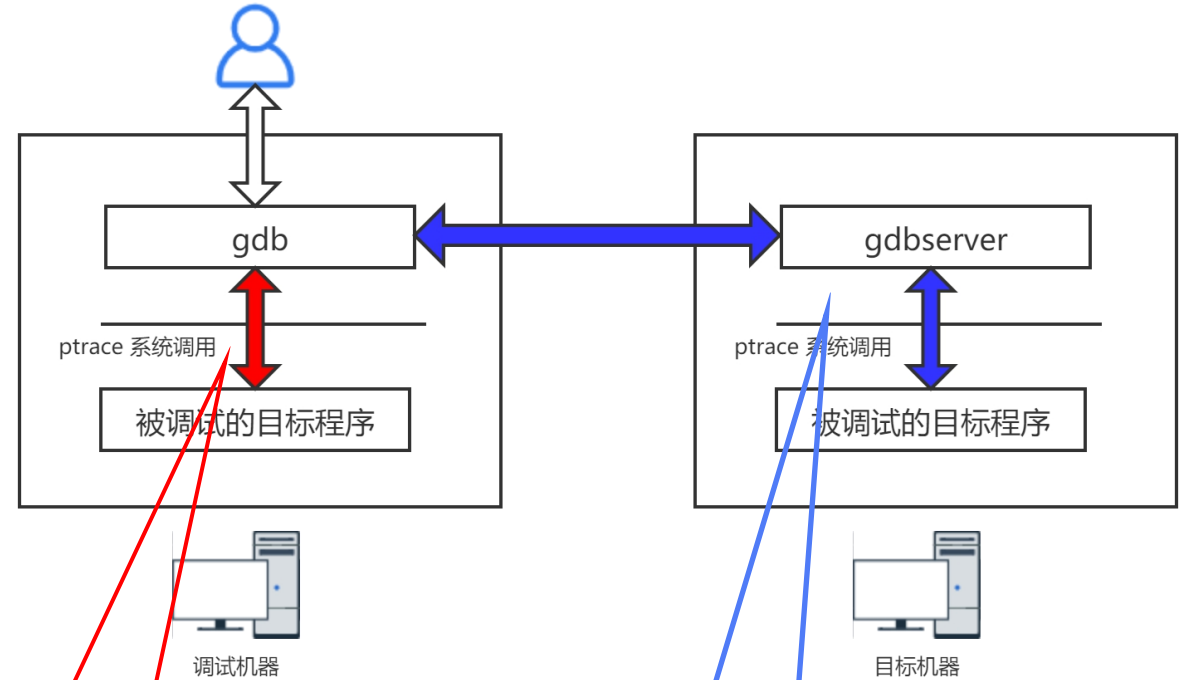 gdb
gdbserver
ptrace 系统调用
ptrace 系统调用
被调试的目标程序
被调试的目标程序
调试机器
目标机器